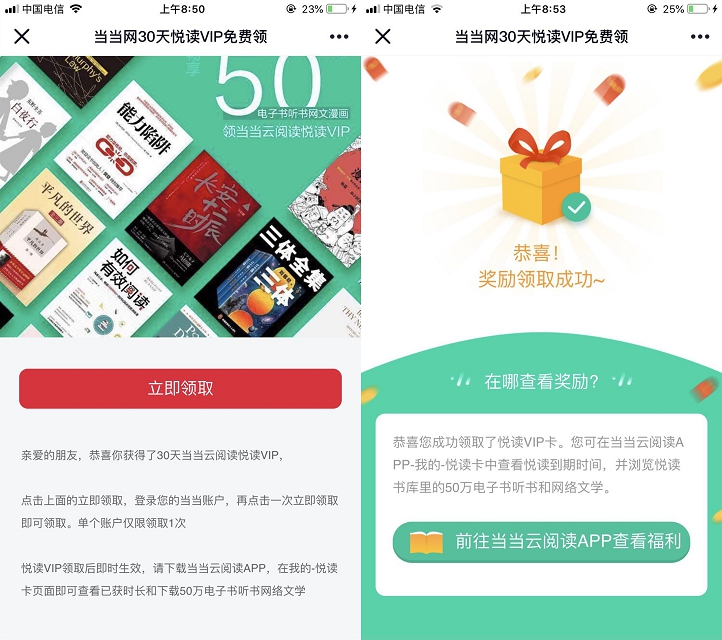 中国电信 上午8:50 23%
当当网30天悦读VIP免费领
50
电子书听书网文漫画
领当当云阅读悦读VIP
Murphy's Law
白夜行
能力陷阱
平凡的世界
长安十二时辰
三体全集
三体
如何有效阅读
立即领取
亲爱的朋友，恭喜你获得了30天当当云阅读悦读VIP，
点击上面的立即领取，登录您的当当账户，再点击一次立即领取
即可领取。单个账户仅限领取1次
悦读VIP领取后即时生效，请下载当当云阅读APP，在我的-悦读
卡页面即可查看已获时长和下载50万电子书听书网络文学
中国电信 上午8:53 25%
当当网30天悦读VIP免费领
恭喜！
奖励领取成功~
在哪查看奖励？
恭喜您成功领取了悦读VIP卡。您可在当当云阅读A
PP-我的-悦读卡中查看悦读到期时间，并浏览悦读
书库里的50万电子书听书和网络文学。
前往当当云阅读APP查看福利